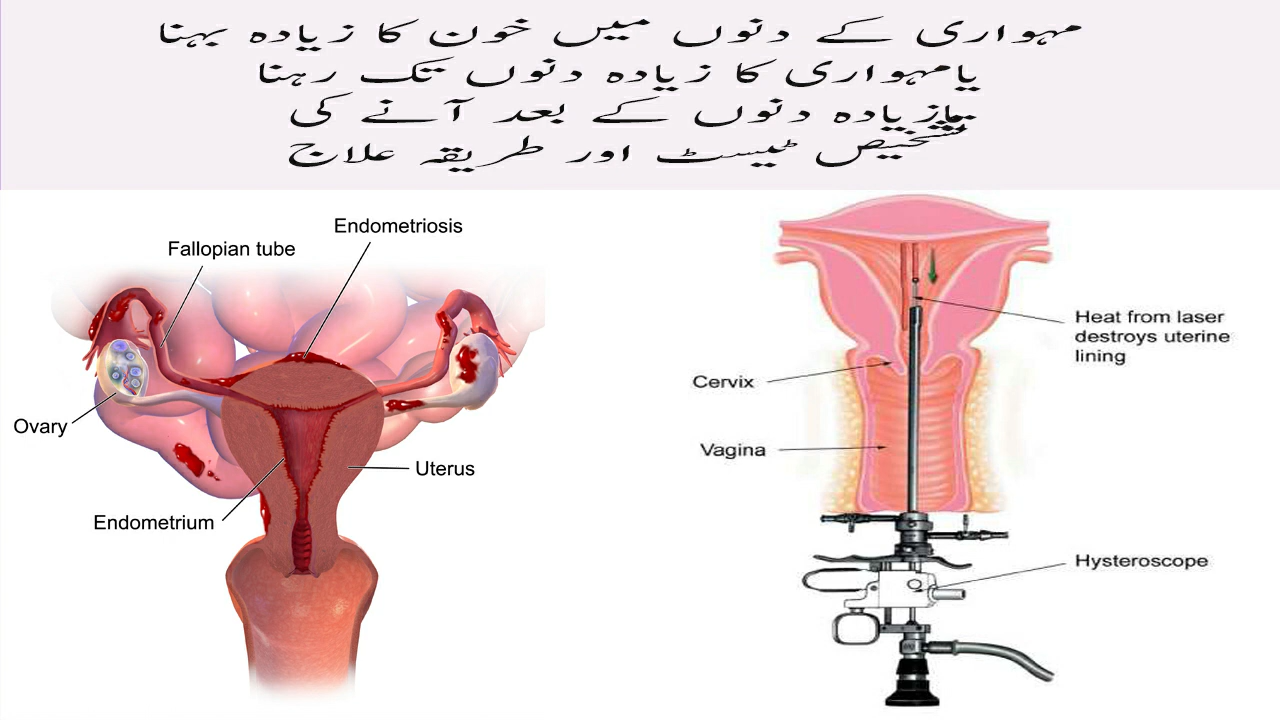 مہواری کے دنوں میں خون کا زیادہ بہنا
یامہواری کا زیادہ دنوں تک رہنا
یازیادہ دنوں کے بعد آنے کی
تشخیص ٹیسٹ اور طریقہ علاج
Endometriosis
Fallopian tube
Ovary
Uterus
Endometrium
Heat from laser
destroys uterine
lining
Cervix
Vagina
Hysteroscope